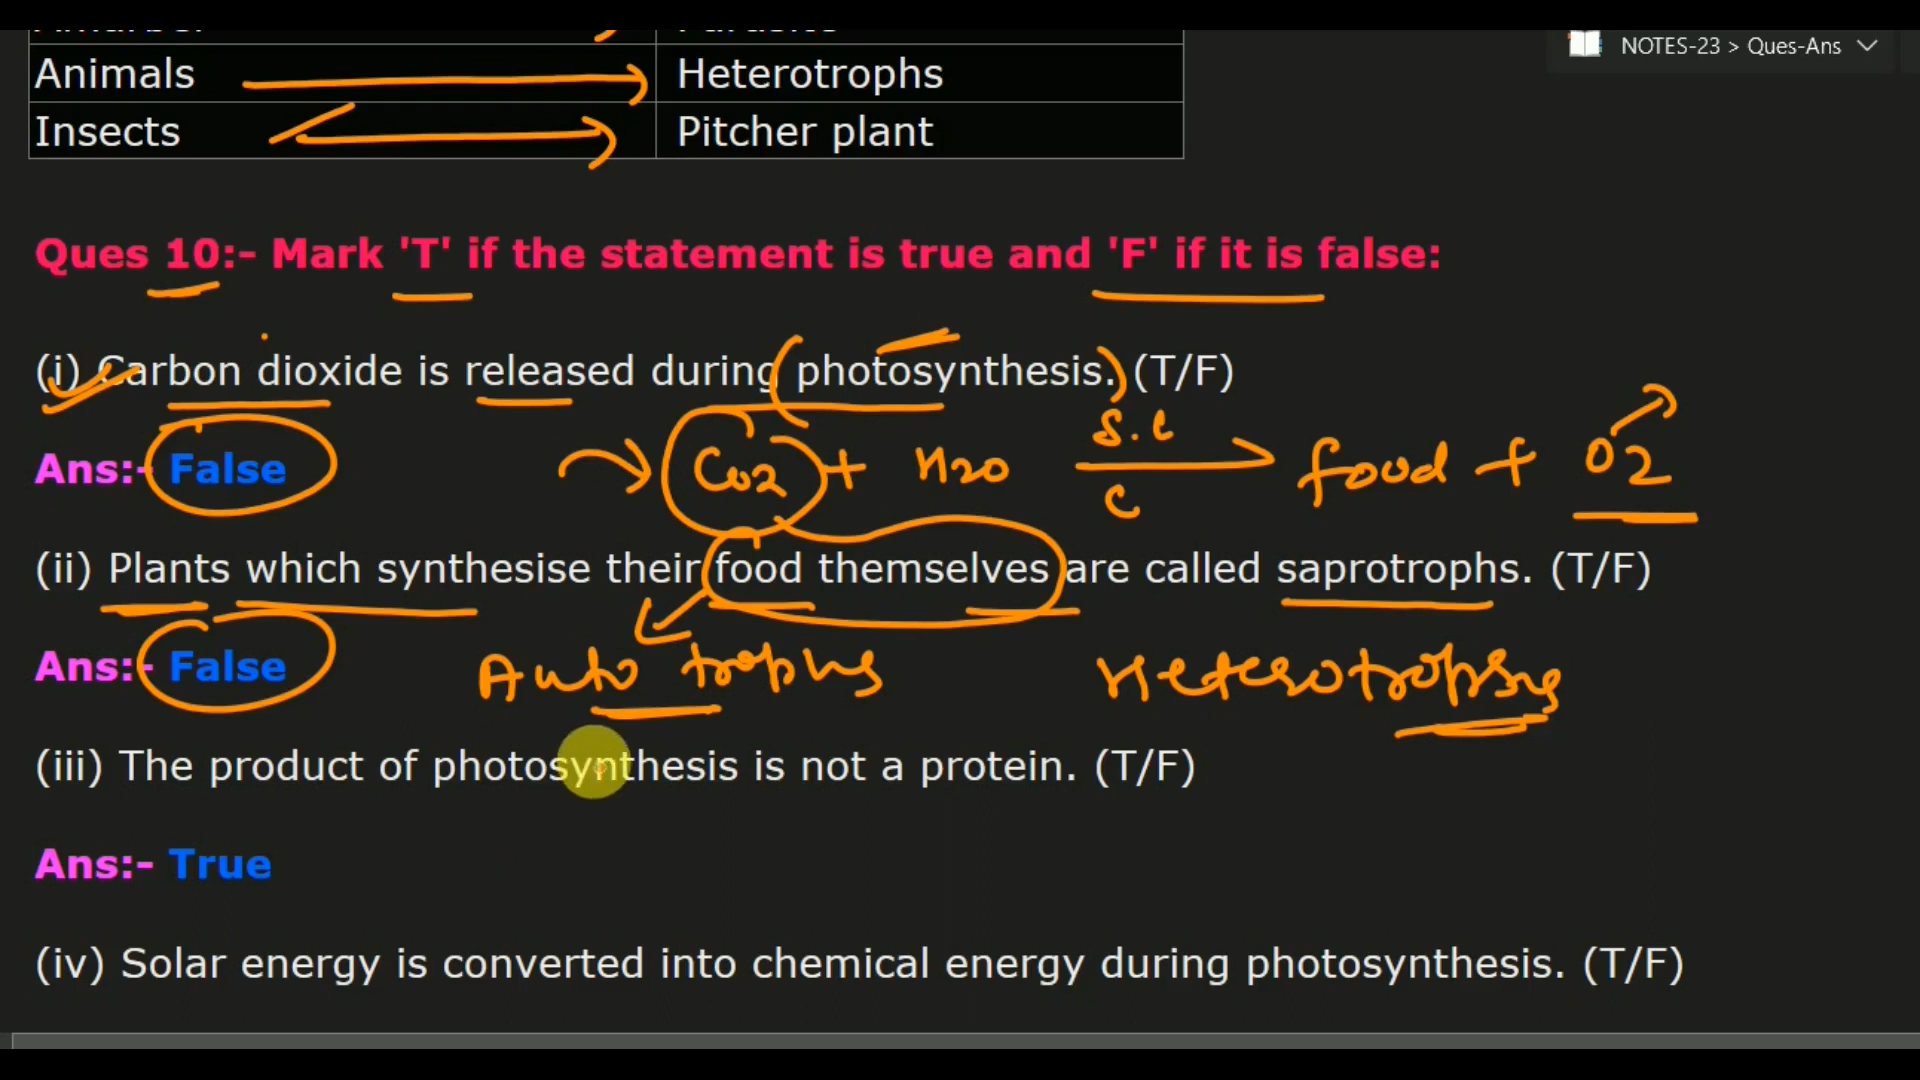 NOTES-23 > Ques-Ans
Animals Heterotrophs
Insects Pitcher plant
Ques 10:- Mark 'T' if the statement is true and 'F' if it is false:
(i) Carbon dioxide is released during photosynthesis. (T/F)
Ans:- False CO2 + H2O S.L C food + O2
(ii) Plants which synthesise their food themselves are called saprotrophs. (T/F)
Ans:- False Auto trophs
(iii) The product of photosynthesis is not a protein. (T/F)
Ans:- True
(iv) Solar energy is converted into chemical energy during photosynthesis. (T/F)